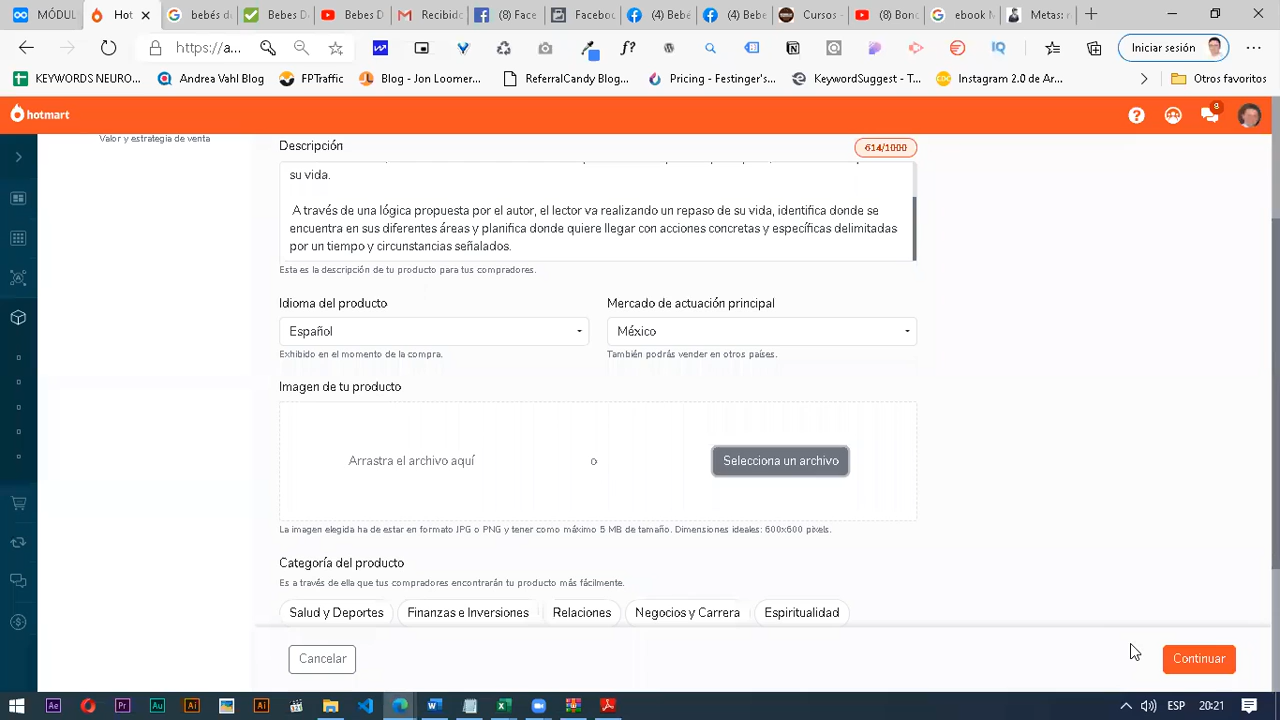 MÓDUL
Hot
bebés d
Bebes D
Bebes D
Recibid
(8) Face
Faceboo
(4) Bebé
(4) Bebé
Cursos -
(8) Bonc
ebook M
Metas:
https://a...
Iniciar sesión
KEYWORDS NEURO...
Andrea Vahl Blog
FPTraffic
Blog - Jon Loomer...
ReferralCandy Blog...
Pricing - Festinger's...
KeywordSuggest - T...
Instagram 2.0 de Ar...
Otros favoritos
hotmart
8
Valor y estrategia de venta
Descripción
614/1000
su vida.
A través de una lógica propuesta por el autor, el lector va realizando un repaso de su vida, identifica donde se
encuentra en sus diferentes áreas y planifica donde quiere llegar con acciones concretas y específicas delimitadas
por un tiempo y circunstancias señalados.
Esta es la descripción de tu producto para tus compradores.
Idioma del producto
Mercado de actuación principal
Español
México
Exhibido en el momento de la compra.
También podrás vender en otros países.
Imagen de tu producto
Arrastra el archivo aquí
o
Selecciona un archivo
La imagen elegida ha de estar en formato JPG o PNG y tener como máximo 5 MB de tamaño. Dimensiones ideales: 600x600 pixels.
Categoría del producto
Es a través de ella que tus compradores encontrarán tu producto más fácilmente.
Salud y Deportes
Finanzas e Inversiones
Relaciones
Negocios y Carrera
Espiritualidad
Cancelar
Continuar
ESP
20:21